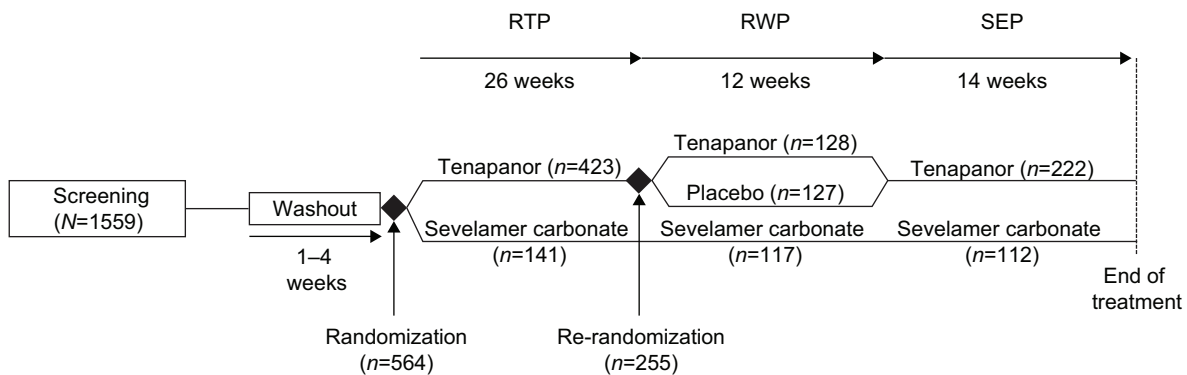 RTP
RWP
SEP
26 weeks
12 weeks
14 weeks
Tenapanor (n=423)
Tenapanor (n=128)
Placebo (n=127)
Tenapanor (n=222)
Screening
(N=1559)
Washout
1–4
weeks
Sevelamer carbonate
(n=141)
Sevelamer carbonate
(n=117)
Sevelamer carbonate
(n=112)
End of
treatment
Randomization
(n=564)
Re-randomization
(n=255)